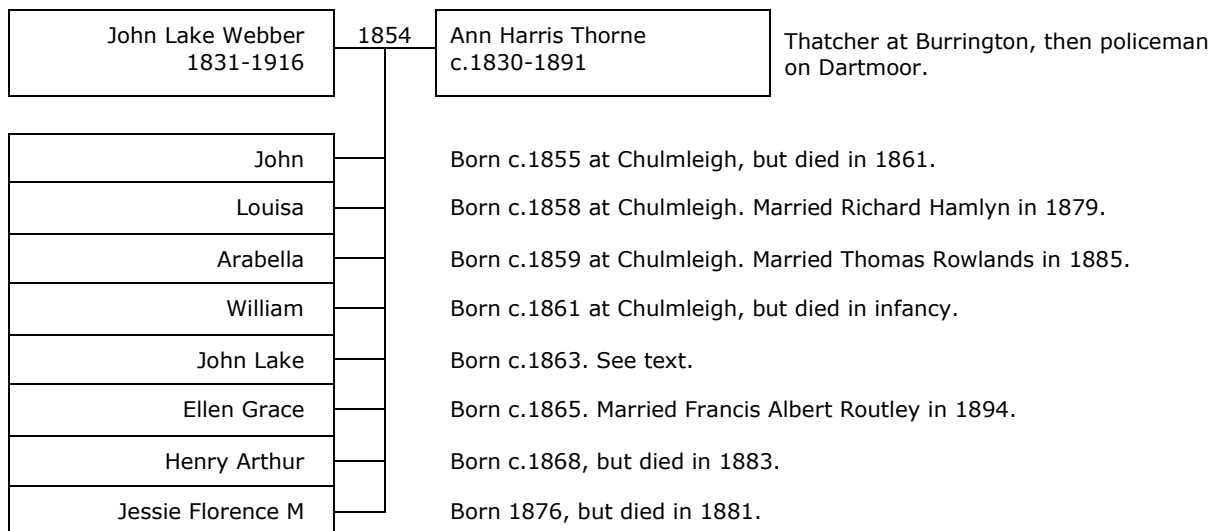 John Lake Webber
1831-1916
1854
Ann Harris Thorne
c.1830-1891
Thatcher at Burrington, then policeman
on Dartmoor.
John
Born c.1855 at Chulmleigh, but died in 1861.
Louisa
Born c.1858 at Chulmleigh. Married Richard Hamlyn in 1879.
Arabella
Born c.1859 at Chulmleigh. Married Thomas Rowlands in 1885.
William
Born c.1861 at Chulmleigh, but died in infancy.
John Lake
Born c.1863. See text.
Ellen Grace
Born c.1865. Married Francis Albert Routley in 1894.
Henry Arthur
Born c.1868, but died in 1883.
Jessie Florence M
Born 1876, but died in 1881.